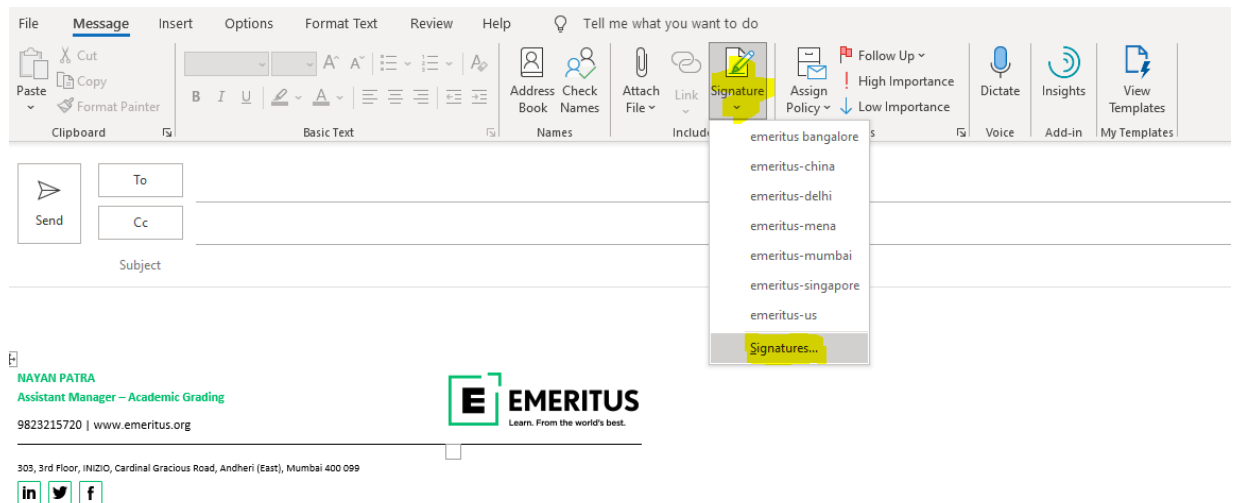 File Message Insert Options Format Text Review Help Tell me what you want to do
Paste
Cut
Copy
Format Painter
Clipboard
B I U
Basic Text
Address Book
Check Names
Names
Attach File
Link
Signature
Includ
Assign Policy
Follow Up
High Importance
Low Importance
s
Dictate
Voice
Insights
Add-in
View Templates
My Templates
emeritus bangalore
emeritus-china
emeritus-delhi
emeritus-mena
emeritus-mumbai
emeritus-singapore
emeritus-us
Signatures...
Send
To
Cc
Subject
NAYAN PATRA
Assistant Manager – Academic Grading
9823215720 | www.emeritus.org
E EMERITUS
Learn. From the world's best.
303, 3rd Floor, INIZIO, Cardinal Gracious Road, Andheri (East), Mumbai 400 099
in f